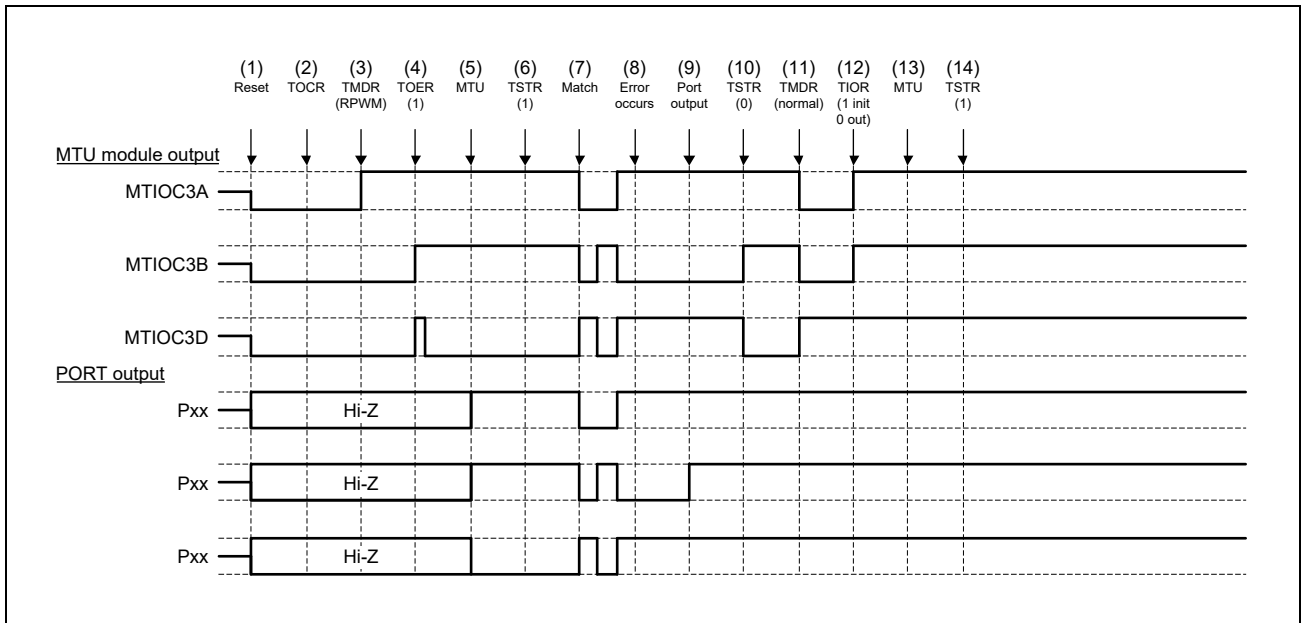 (1) (2) (3) (4) (5) (6) (7) (8) (9) (10) (11) (12) (13) (14)
Reset TOCR TMDR TOER MTU TSTR Match Error Port TSTR TMDR TIOR MTU TSTR
(RPWM) (1) (1) occurs output (0) (normal) (1 init (1)
0 out)
MTU module output
MTIOC3A
MTIOC3B
MTIOC3D
PORT output
Pxx Hi-Z
Pxx Hi-Z
Pxx Hi-Z